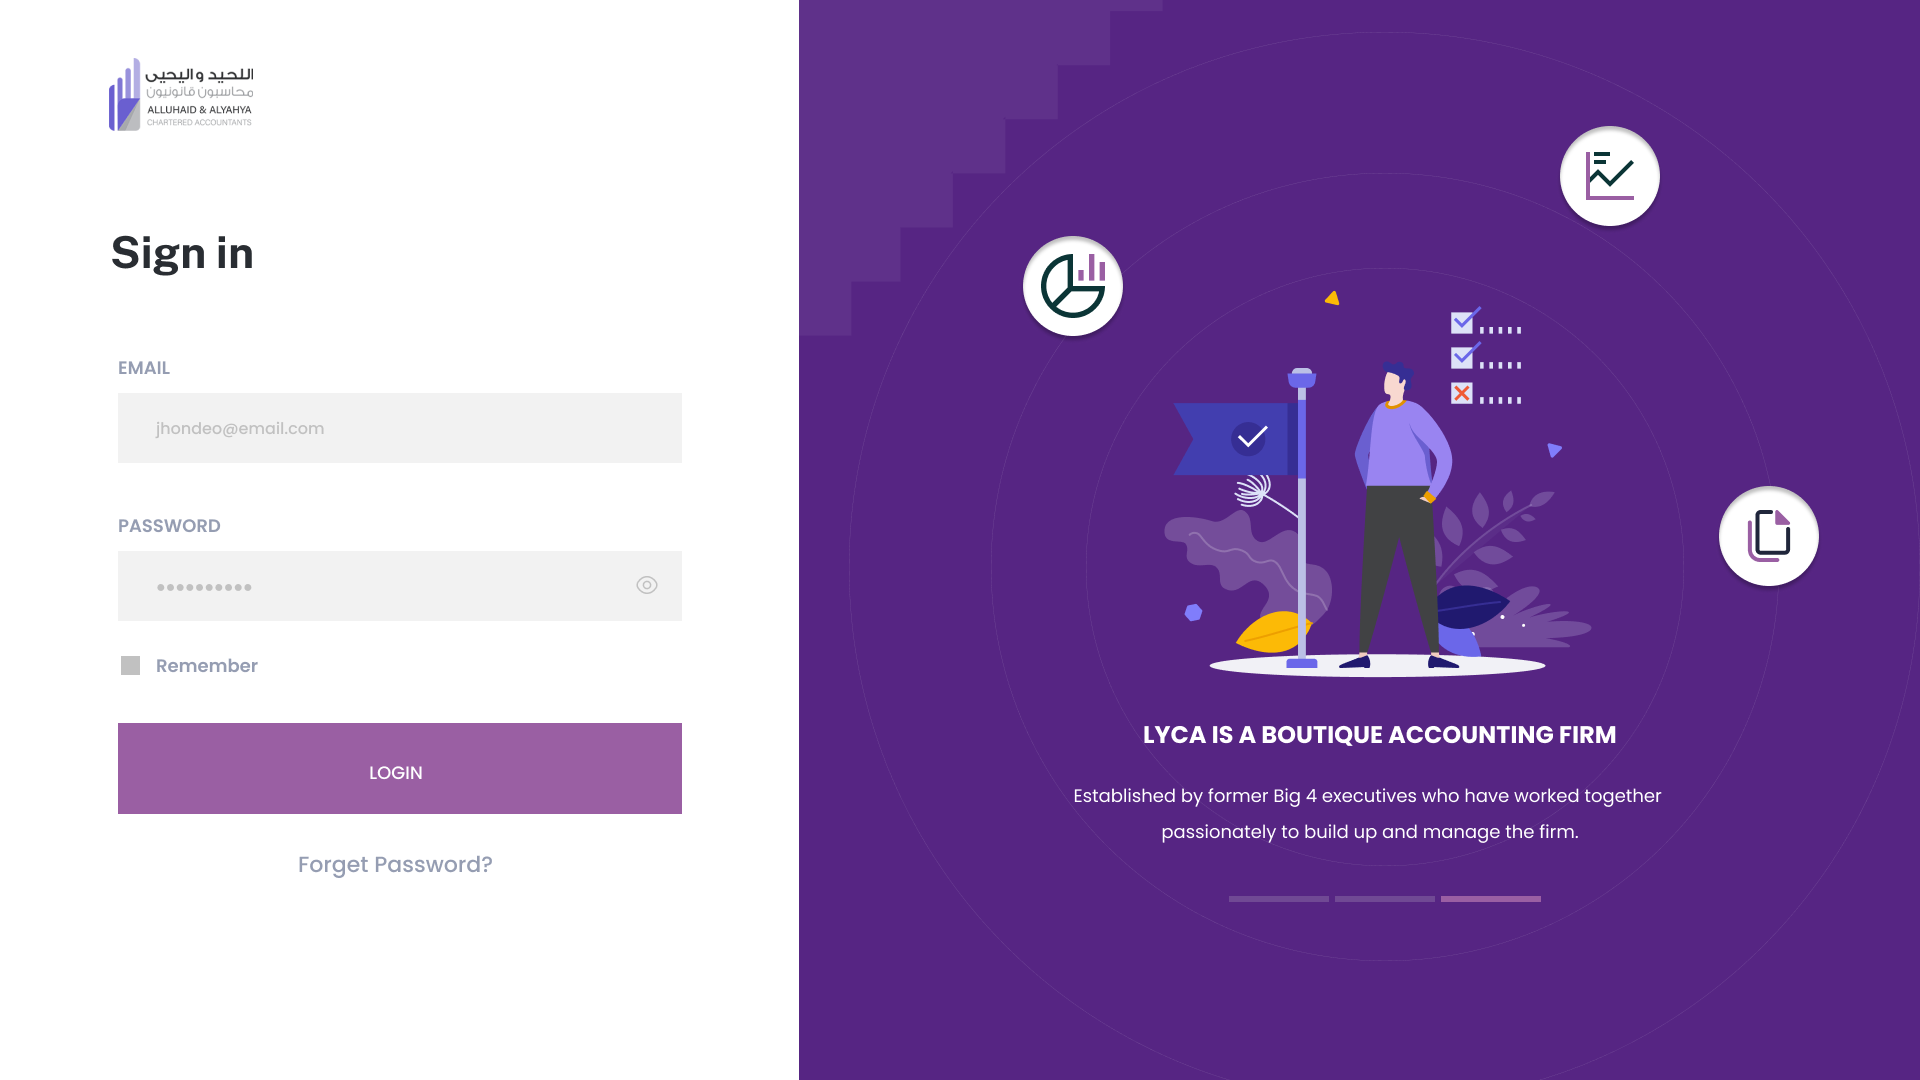 اللحيد واليحيى
محاسبون قانونيون
ALLUHAID & ALYAHYA
CHARTERED ACCOUNTANTS
Sign in
EMAIL
jhondeo@email.com
PASSWORD
••••••••••
Remember
LOGIN
Forget Password?
LYCA IS A BOUTIQUE ACCOUNTING FIRM
Established by former Big 4 executives who have worked together
passionately to build up and manage the firm.